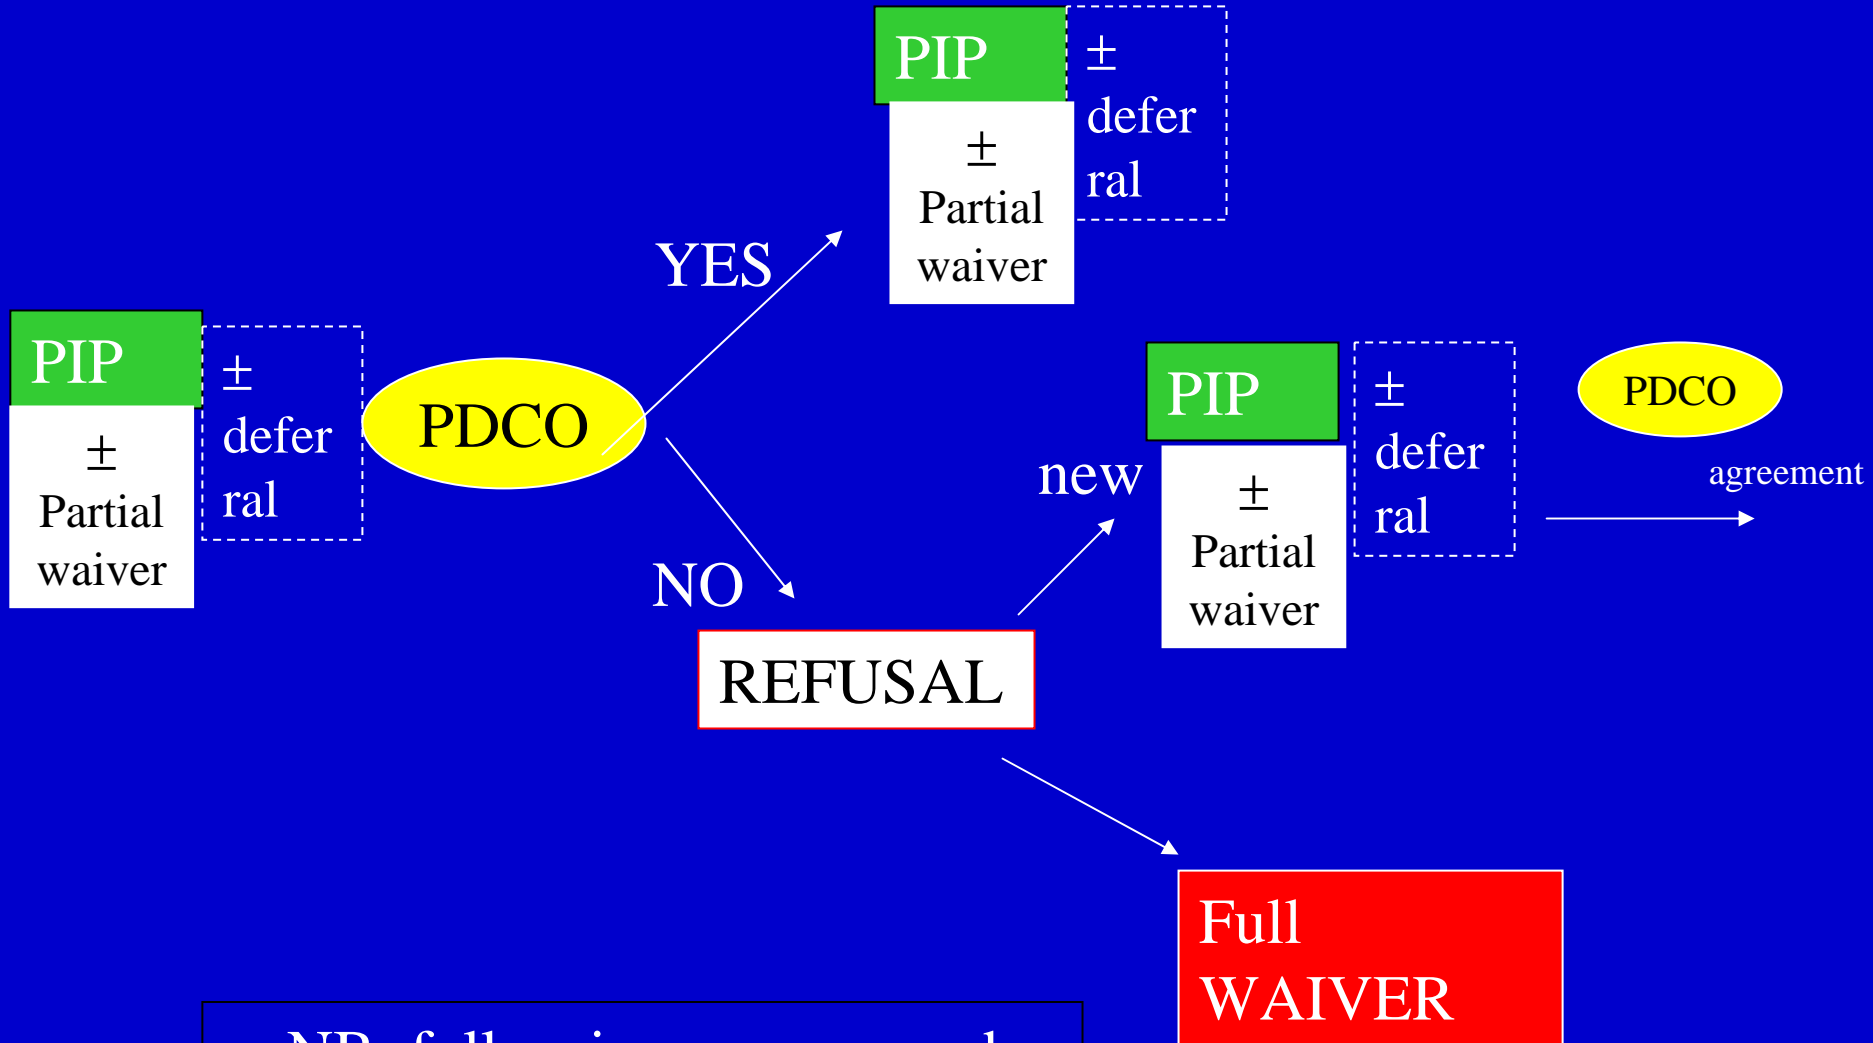 PIP
±
defer
ral
±
Partial
waiver
YES
PIP
±
defer
ral
±
Partial
waiver
PDCO
PIP
±
defer
ral
±
Partial
waiver
PDCO
agreement
new
NO
REFUSAL
Full
WAIVER